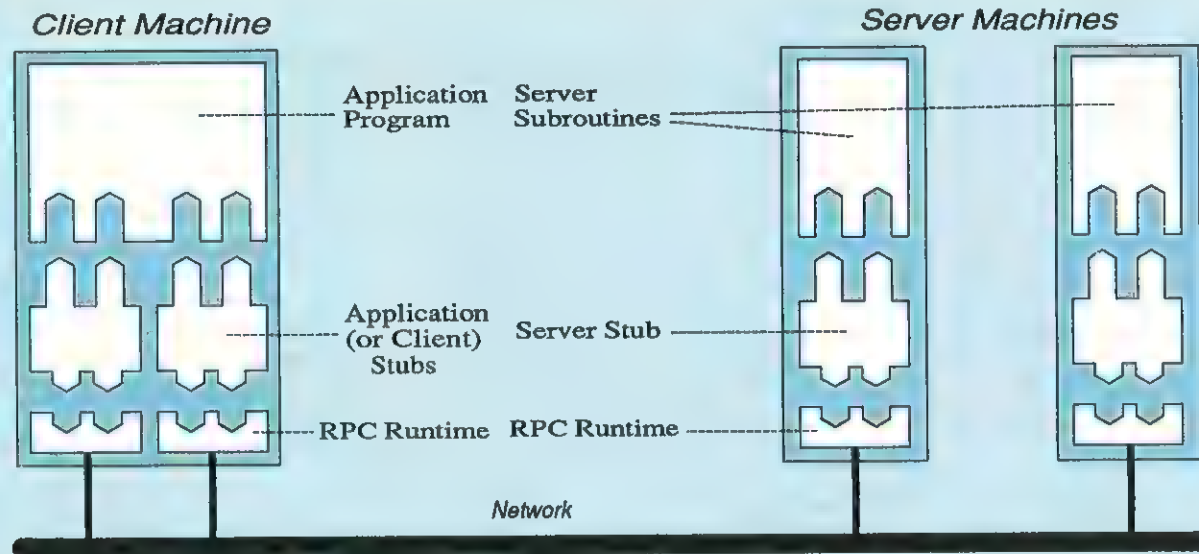 Client Machine
Server Machines
Application
Program
Server
Subroutines
Application
(or Client)
Stubs
Server Stub
RPC Runtime
RPC Runtime
Network